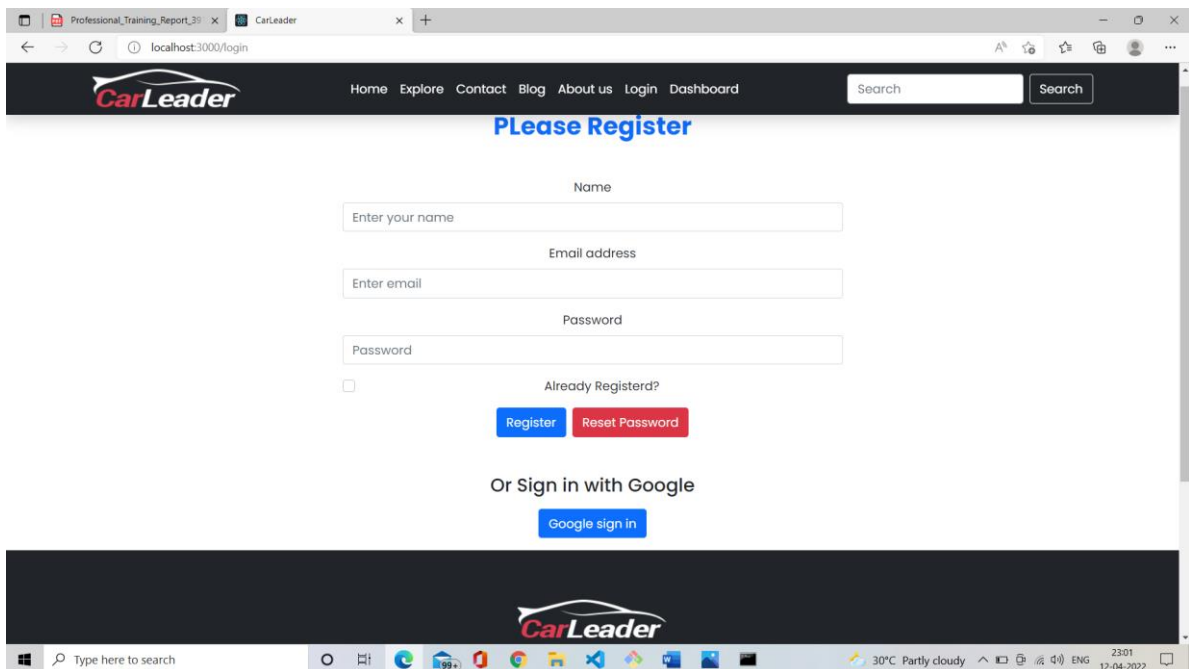 Professional_Training_Report_39
CarLeader
localhost:3000/login
CarLeader
Home Explore Contact Blog About us Login Dashboard
Search
Search
PLease Register
Name
Enter your name
Email address
Enter email
Password
Password
Already Registerd?
Register Reset Password
Or Sign in with Google
Google sign in
CarLeader
Type here to search
99+
30°C Partly cloudy
ENG
23:01
12-04-2022